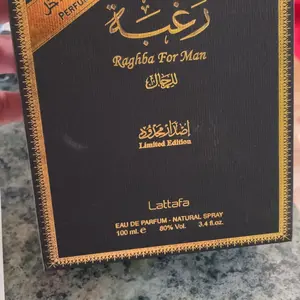 PERFU
رغبة
Raghba For Man
للرجال
إصدار محدود
Limited Edition
Lattafa
EAU DE PARFUM - NATURAL SPRAY
100 ml. e 80% Vol. 3.4 fl.oz.